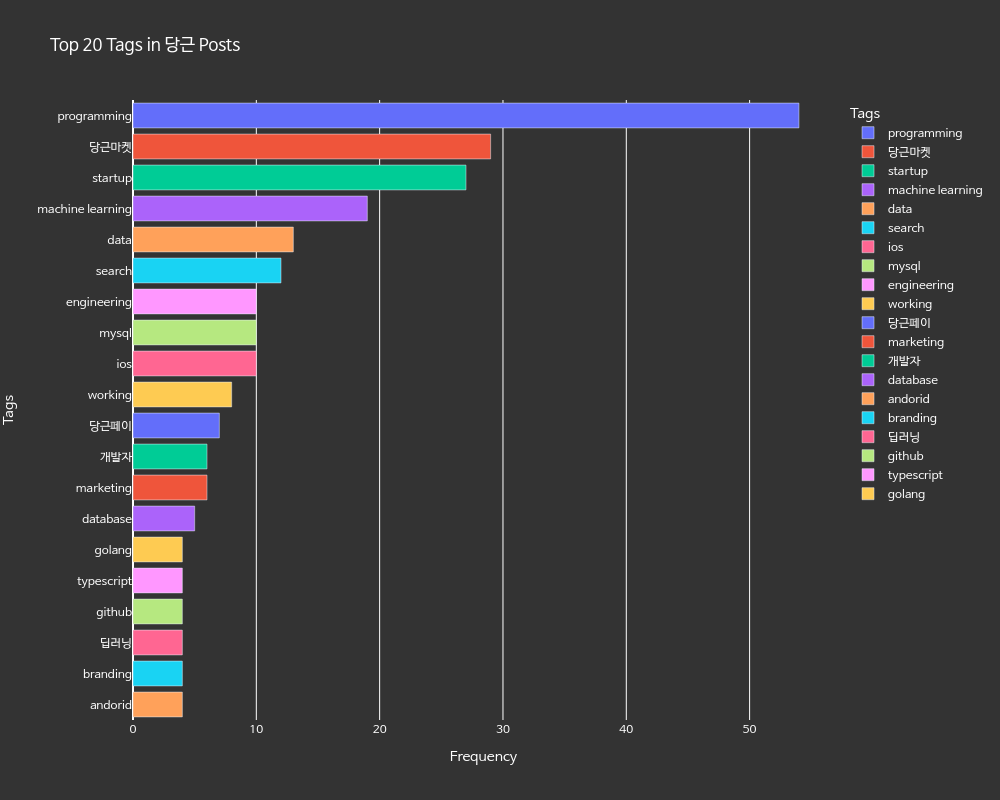 Top 20 Tags in 당근 Posts
programming
당근마켓
startup
machine learning
data
search
engineering
mysql
ios
working
당근페이
개발자
marketing
database
golang
typescript
github
딥러닝
branding
andorid
Tags
0 10 20 30 40 50
Frequency
Tags
programming
당근마켓
startup
machine learning
data
search
ios
mysql
engineering
working
당근페이
marketing
개발자
database
andorid
branding
딥러닝
github
typescript
golang